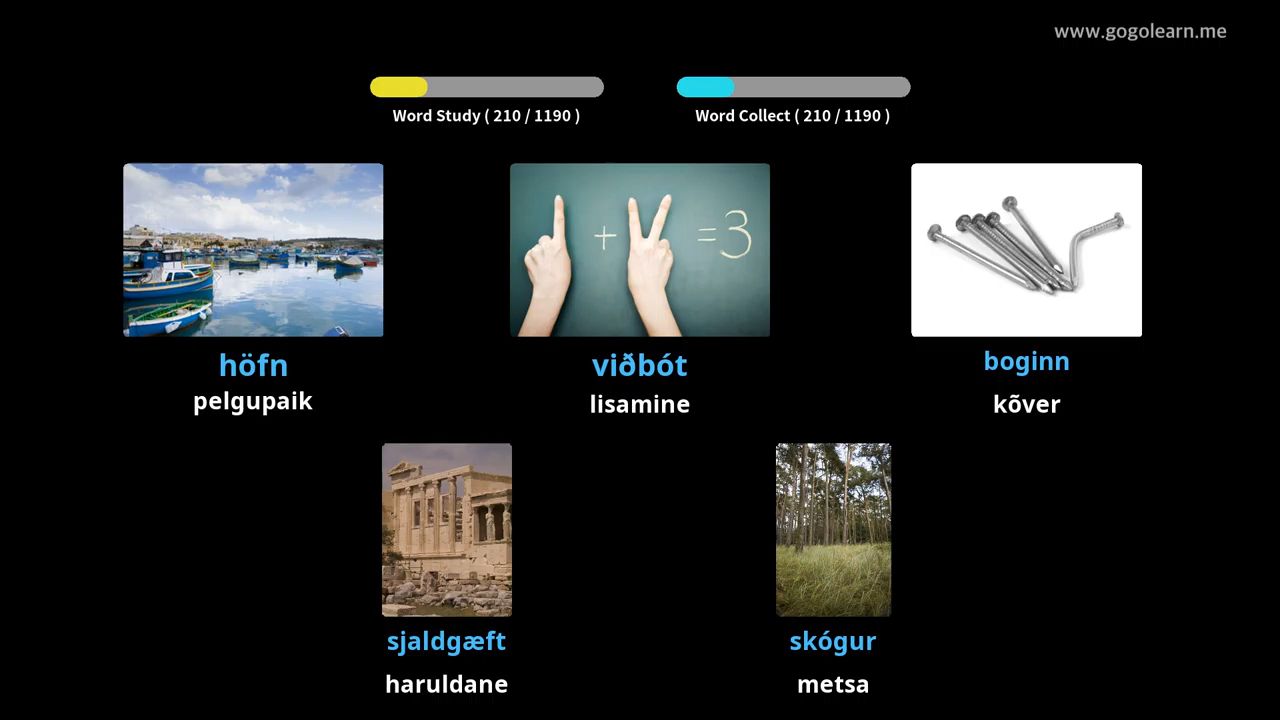 www.gogolearn.me
Word Study ( 210 / 1190 )
Word Collect ( 210 / 1190 )
+ = 3
höfn
pelgupaik
viðbót
lisamine
boginn
kõver
sjaldgæft
haruldane
skógur
metsa